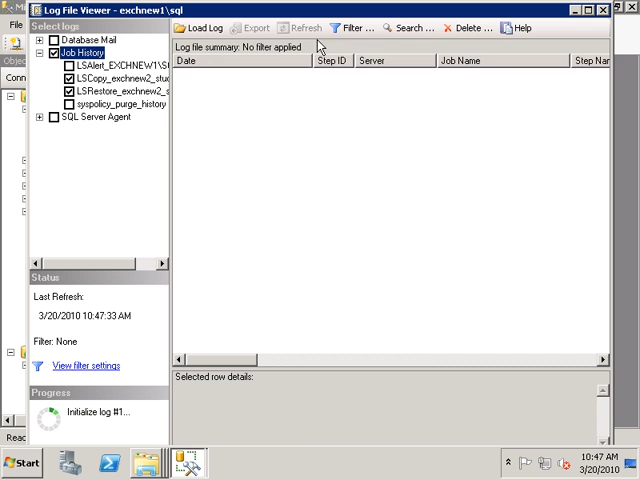 Mi
Log File Viewer - exchnew1\sql
File
Select logs
Load Log
Export
Refresh
Filter ...
Search ...
Delete ...
Help
Database Mail
Job History
LSAlert_EXCHNEW1\S
LSCopy_exchnew2_stu
LSRestore_exchnew2_s
syspolicy_purge_history
SQL Server Agent
Log file summary: No filter applied
Date
Step ID
Server
Job Name
Step Nam
Objec
Conn
Status
Last Refresh:
3/20/2010 10:47:33 AM
Filter: None
View filter settings
Selected row details:
Progress
Initialize log #1...
Read
Start
10:47 AM
3/20/2010